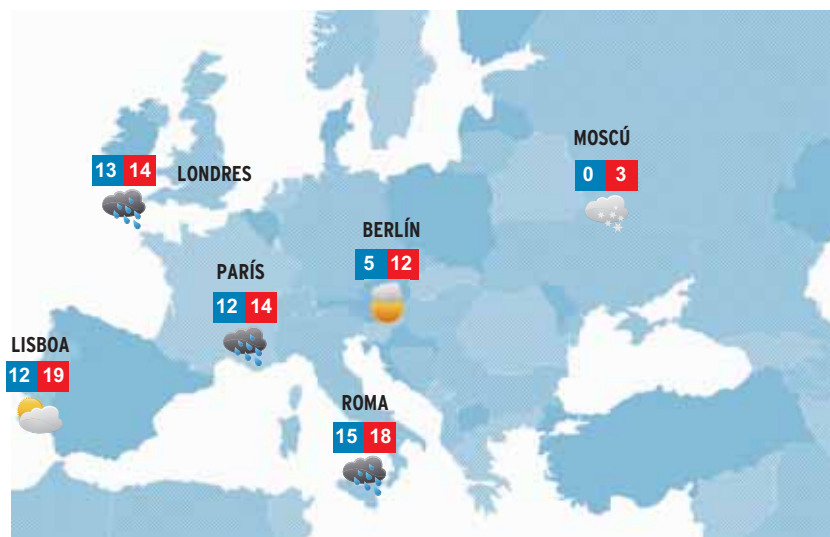 MOSCÚ
0 3
13 14
LONDRES
BERLÍN
5 12
PARÍS
12 14
LISBOA
12 19
ROMA
15 18